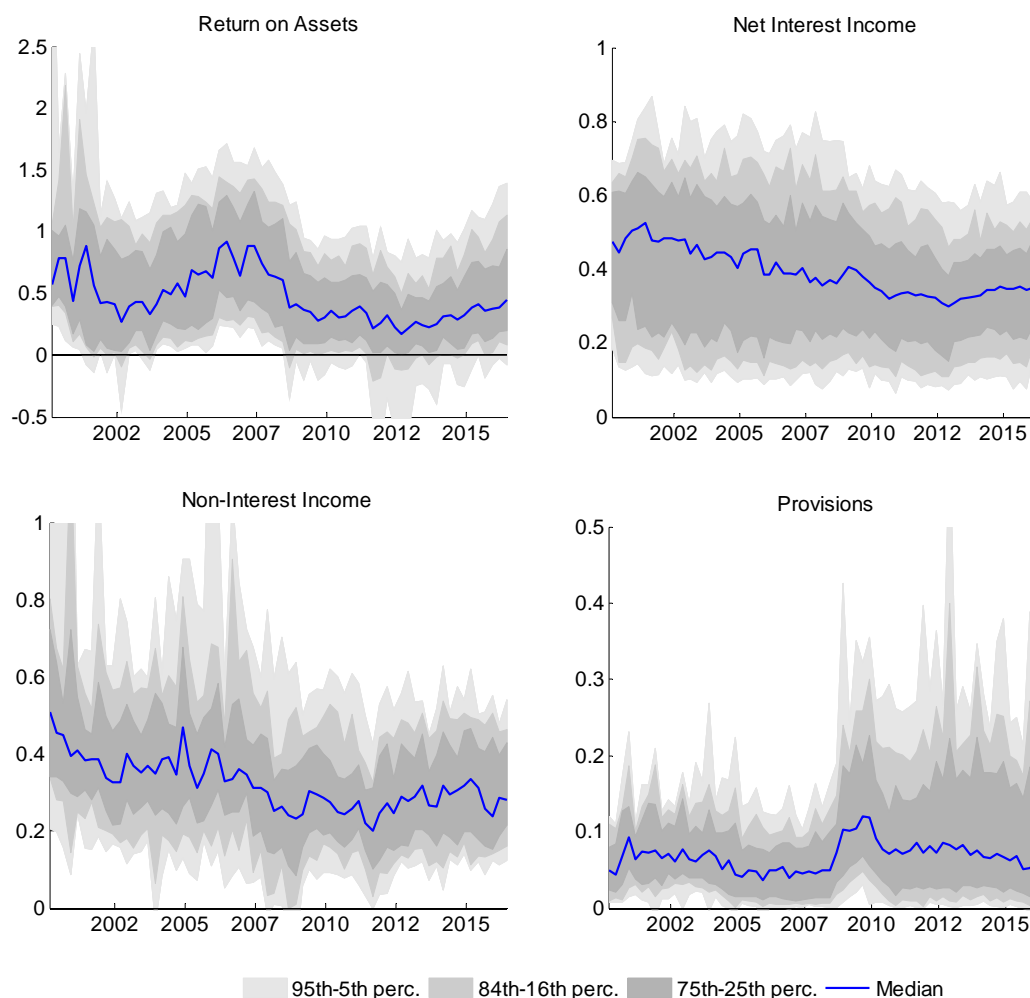 Return on Assets
2.5
2
1.5
1
0.5
0
-0.5
2002 2005 2007 2010 2012 2015
Net Interest Income
1
0.8
0.6
0.4
0.2
0
2002 2005 2007 2010 2012 2015
Non-Interest Income
1
0.8
0.6
0.4
0.2
0
2002 2005 2007 2010 2012 2015
Provisions
0.5
0.4
0.3
0.2
0.1
0
2002 2005 2007 2010 2012 2015
95th-5th perc. 84th-16th perc. 75th-25th perc. Median